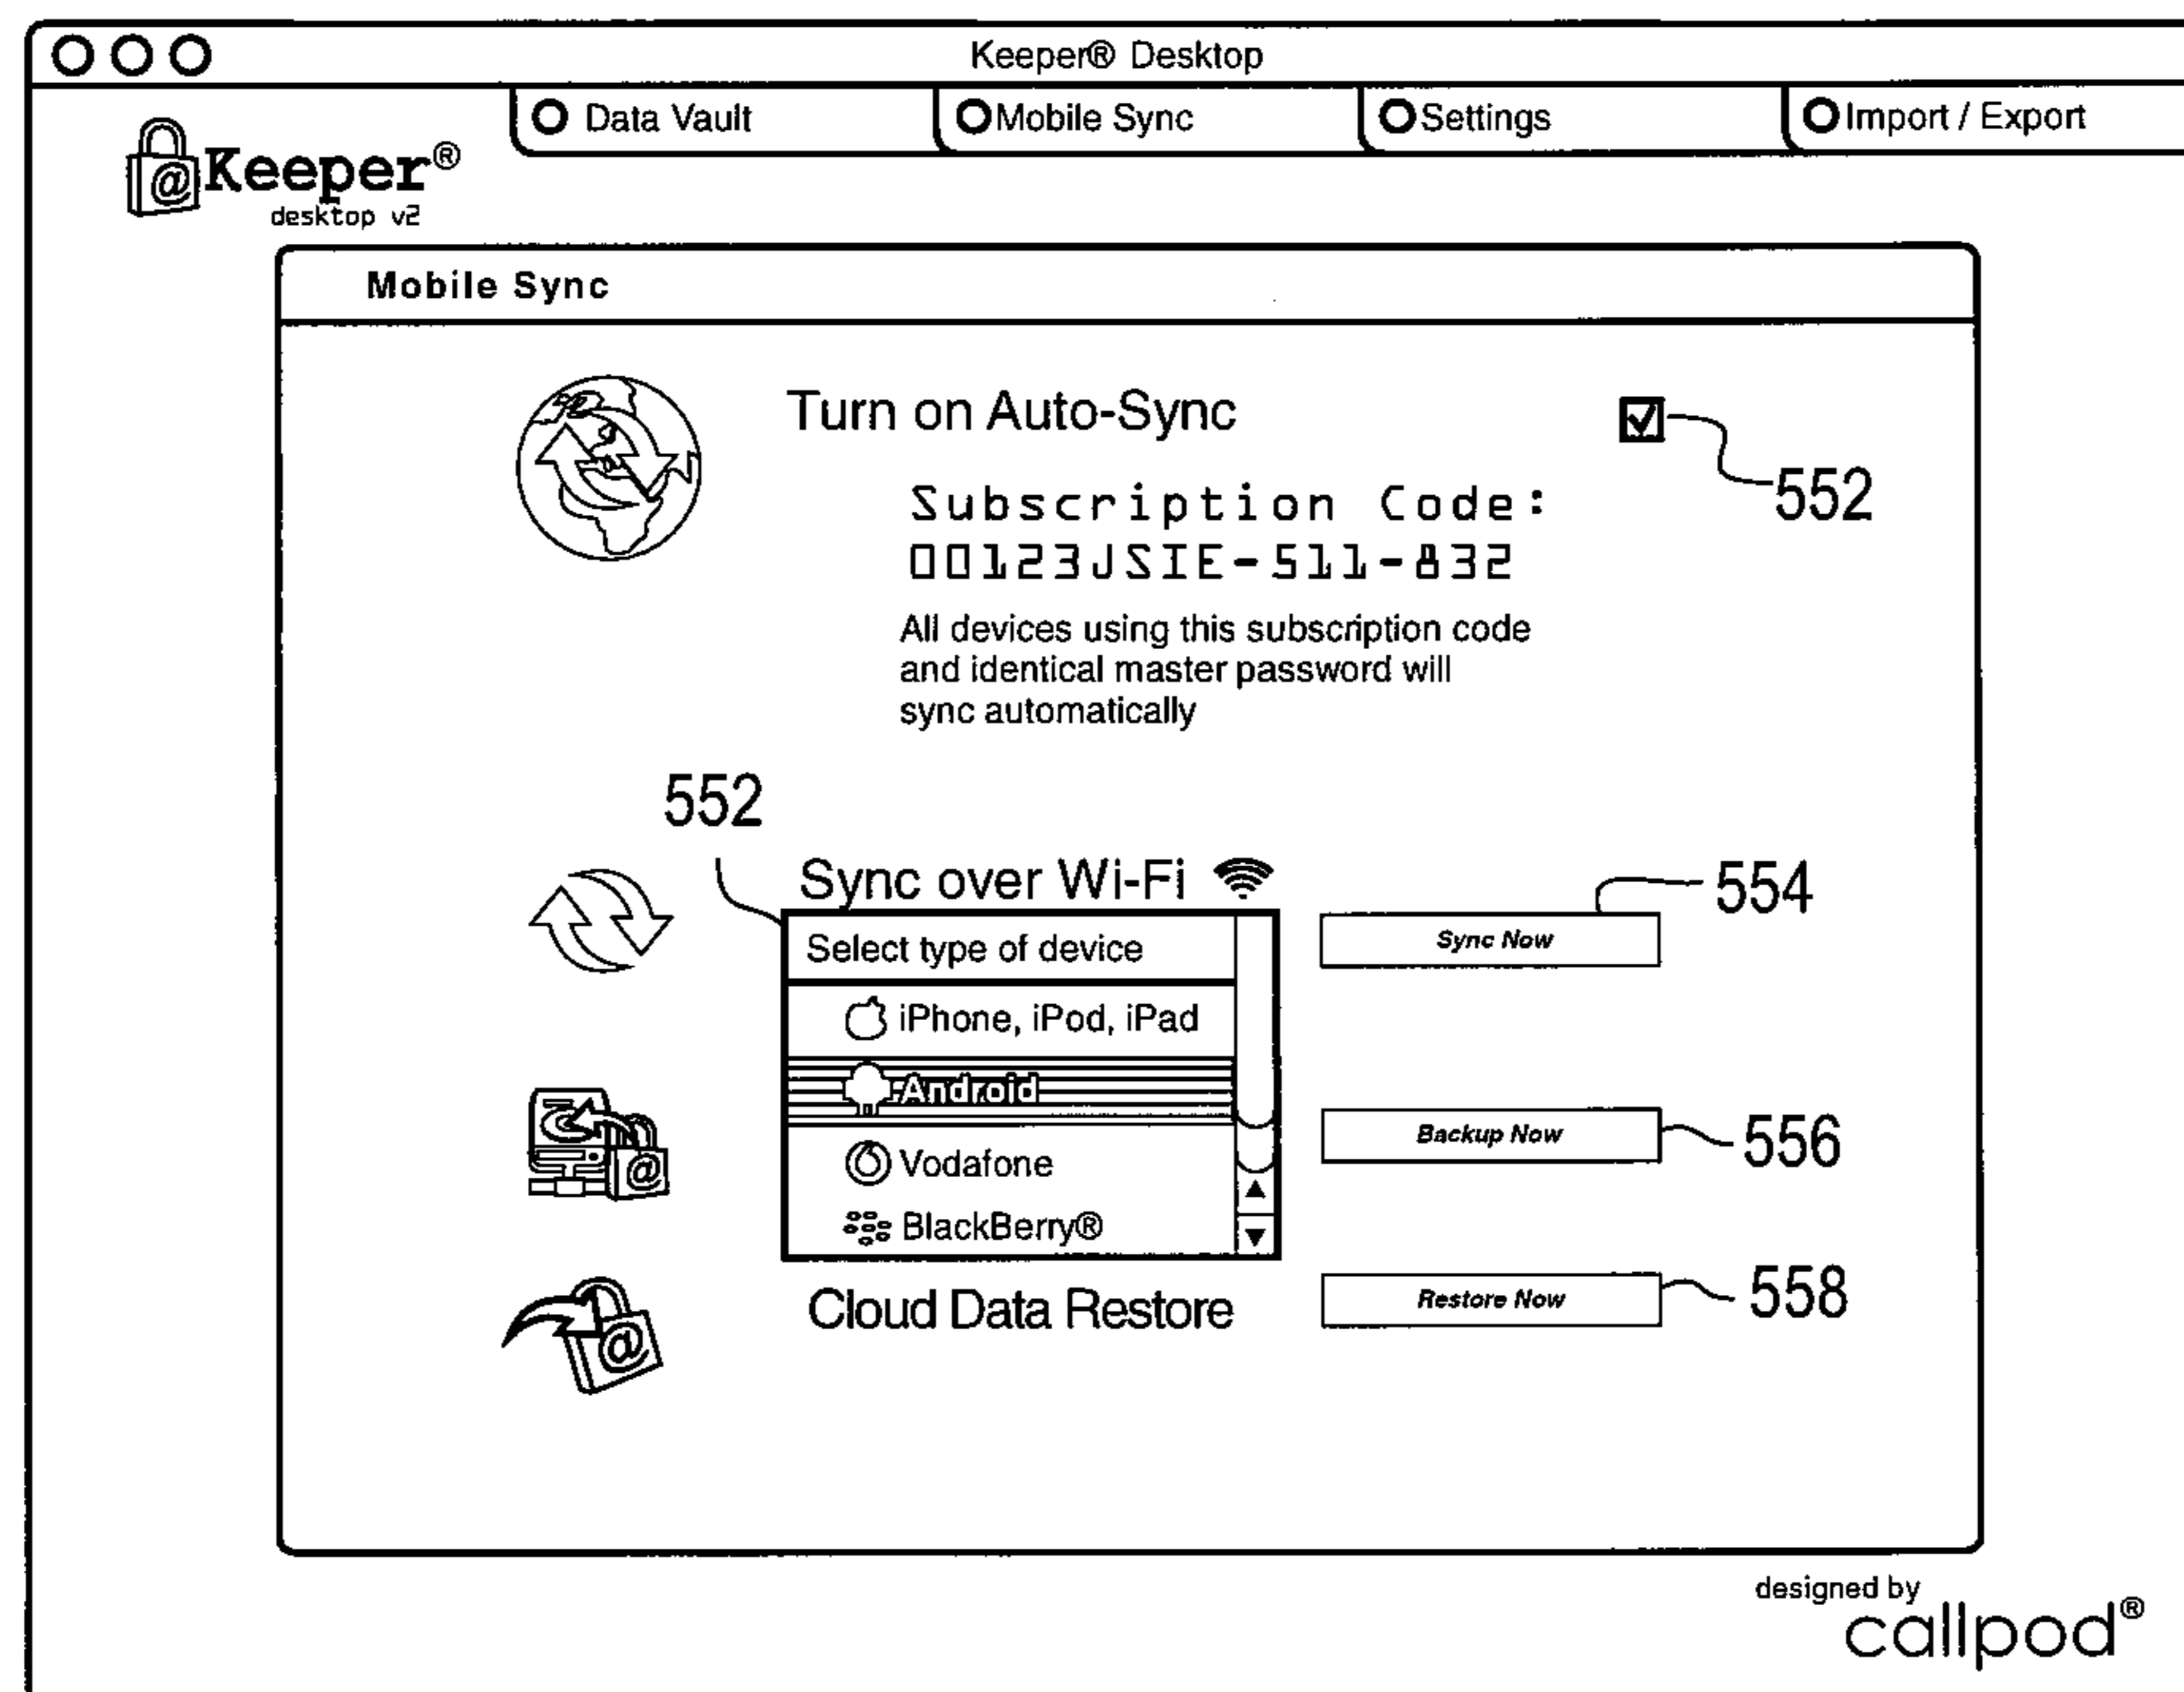 Keeper® Desktop
Data Vault
Mobile Sync
Settings
Import / Export
@ Keeper®
desktop v2
Mobile Sync
Turn on Auto-Sync
552
Subscription Code:
00123JSIE-511-832
All devices using this subscription code
and identical master password will
sync automatically
552
Sync over Wi-Fi
554
Select type of device
Sync Now
iPhone, iPod, iPad
Android
@
Backup Now
556
Vodafone
BlackBerry®
@
Cloud Data Restore
Restore Now
558
designed by
callpod®